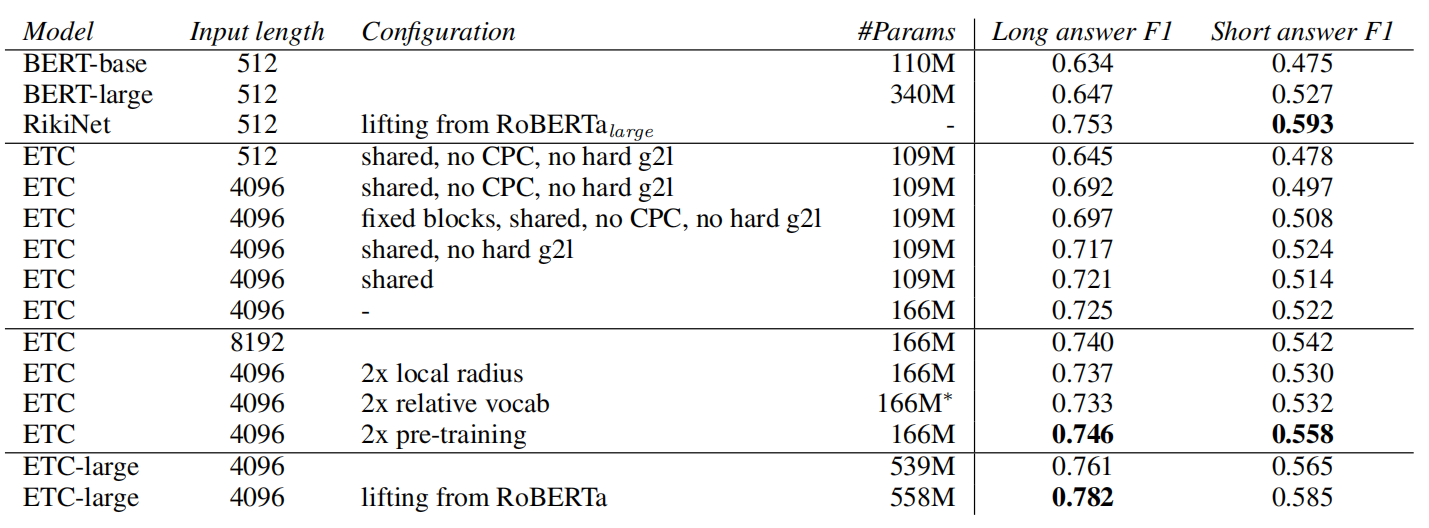 Model Input length Configuration #Params Long answer F1 Short answer F1
BERT-base 512 110M 0.634 0.475
BERT-large 512 340M 0.647 0.527
RikiNet 512 lifting from RoBERTa_large - 0.753 0.593
ETC 512 shared, no CPC, no hard g2l 109M 0.645 0.478
ETC 4096 shared, no CPC, no hard g2l 109M 0.692 0.497
ETC 4096 fixed blocks, shared, no CPC, no hard g2l 109M 0.697 0.508
ETC 4096 shared, no hard g2l 109M 0.717 0.524
ETC 4096 shared 109M 0.721 0.514
ETC 4096 - 166M 0.725 0.522
ETC 8192 166M 0.740 0.542
ETC 4096 2x local radius 166M 0.737 0.530
ETC 4096 2x relative vocab 166M* 0.733 0.532
ETC 4096 2x pre-training 166M 0.746 0.558
ETC-large 4096 539M 0.761 0.565
ETC-large 4096 lifting from RoBERTa 558M 0.782 0.585